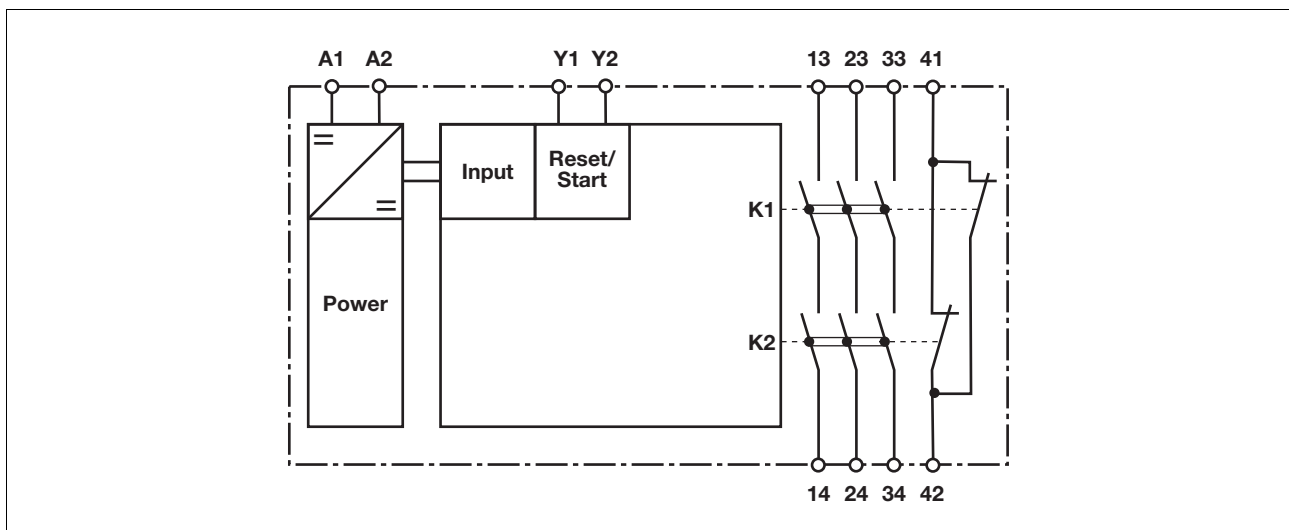 A1 A2 Y1 Y2 13 23 33 41
Input
Reset/
Start
K1
Power
K2
14 24 34 42